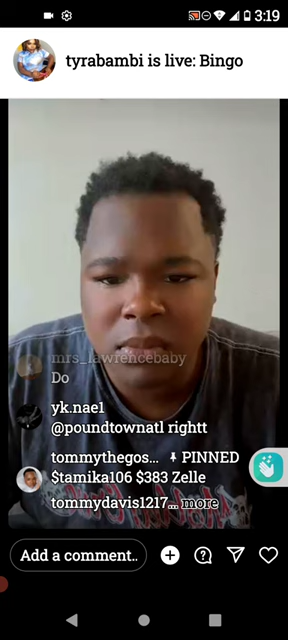 3:19
tyrabambi is live: Bingo
mrs_lawrencebaby
Do
yk.nae1
@poundtownatl rightt
tommythegos... PINNED
$tamika106 $383 Zelle
tommydavis1217... more
Add a comment..